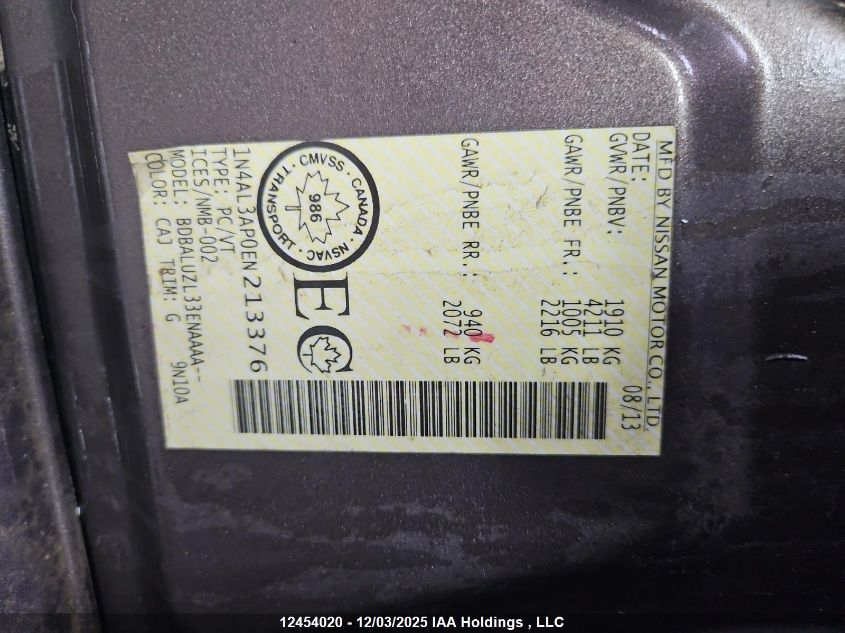 MFD BY NISSAN MOTOR CO., LTD.
DATE: 08/13
GVWR/PNBV: 1910 KG
4211 LB
GAWR/PNBE FR.: 1005 KG
2216 LB
GAWR/PNBE RR.: 940 KG
2072 LB
CMVSS · CANADA · NSVAC · TRANSPORT ·
986
EC
1N4AL3AP0EN213376
TYPE: PC/VT
ICES/NMB-002
MODEL: BDBALUZL33ENAAAA-- 9N10A
COLOR: CAJ TRIM: G
12454020 - 12/03/2025 IAA Holdings , LLC